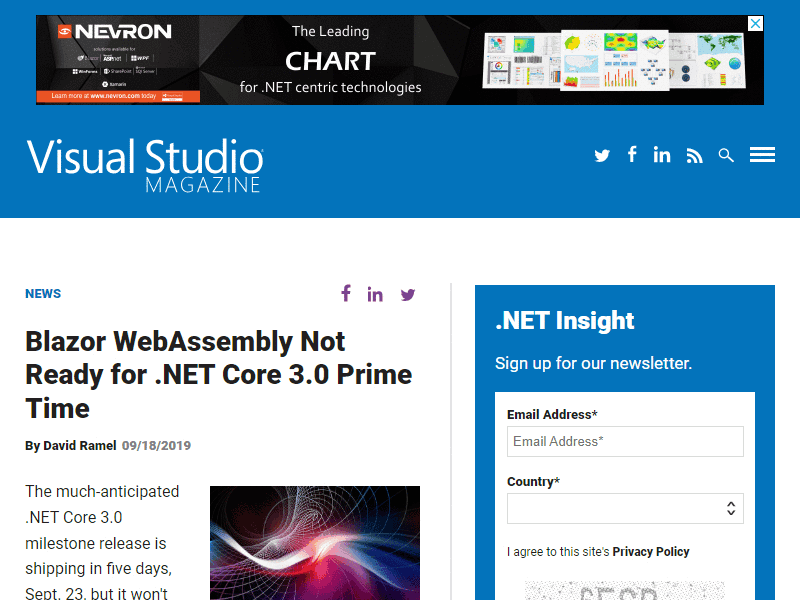 NEVRON
solutions available for
Blazor
ASP.net
WPF
WinForms
SharePoint
SQL Server
Xamarin
Learn more at www.nevron.com today
The Leading
CHART
for .NET centric technologies
Visual Studio
MAGAZINE
NEWS
Blazor WebAssembly Not
Ready for .NET Core 3.0 Prime
Time
By David Ramel 09/18/2019
The much-anticipated
.NET Core 3.0
milestone release is
shipping in five days,
Sept. 23, but it won't
.NET Insight
Sign up for our newsletter.
Email Address*
Email Address*
Country*
I agree to this site's Privacy Policy